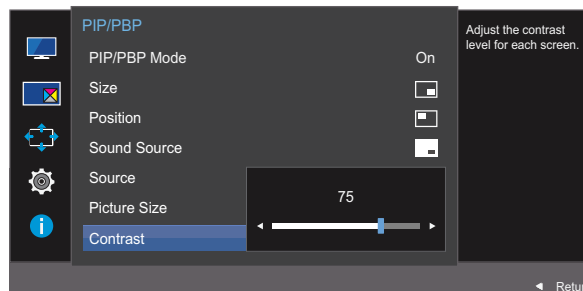 PIP/PBP
PIP/PBP Mode On
Size
Position
Sound Source
Source
Picture Size
Contrast
75
Adjust the contrast
level for each screen.